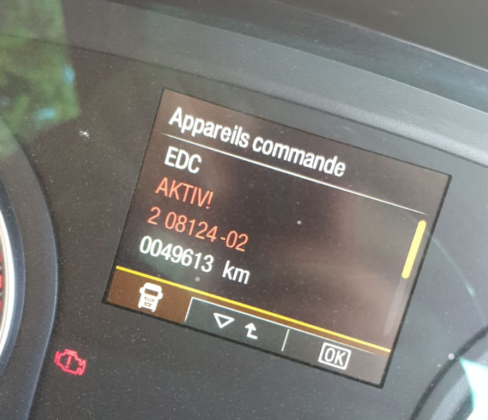 Appareils commande
EDC
AKTIV!
2 08124-02
0049613 km
OK